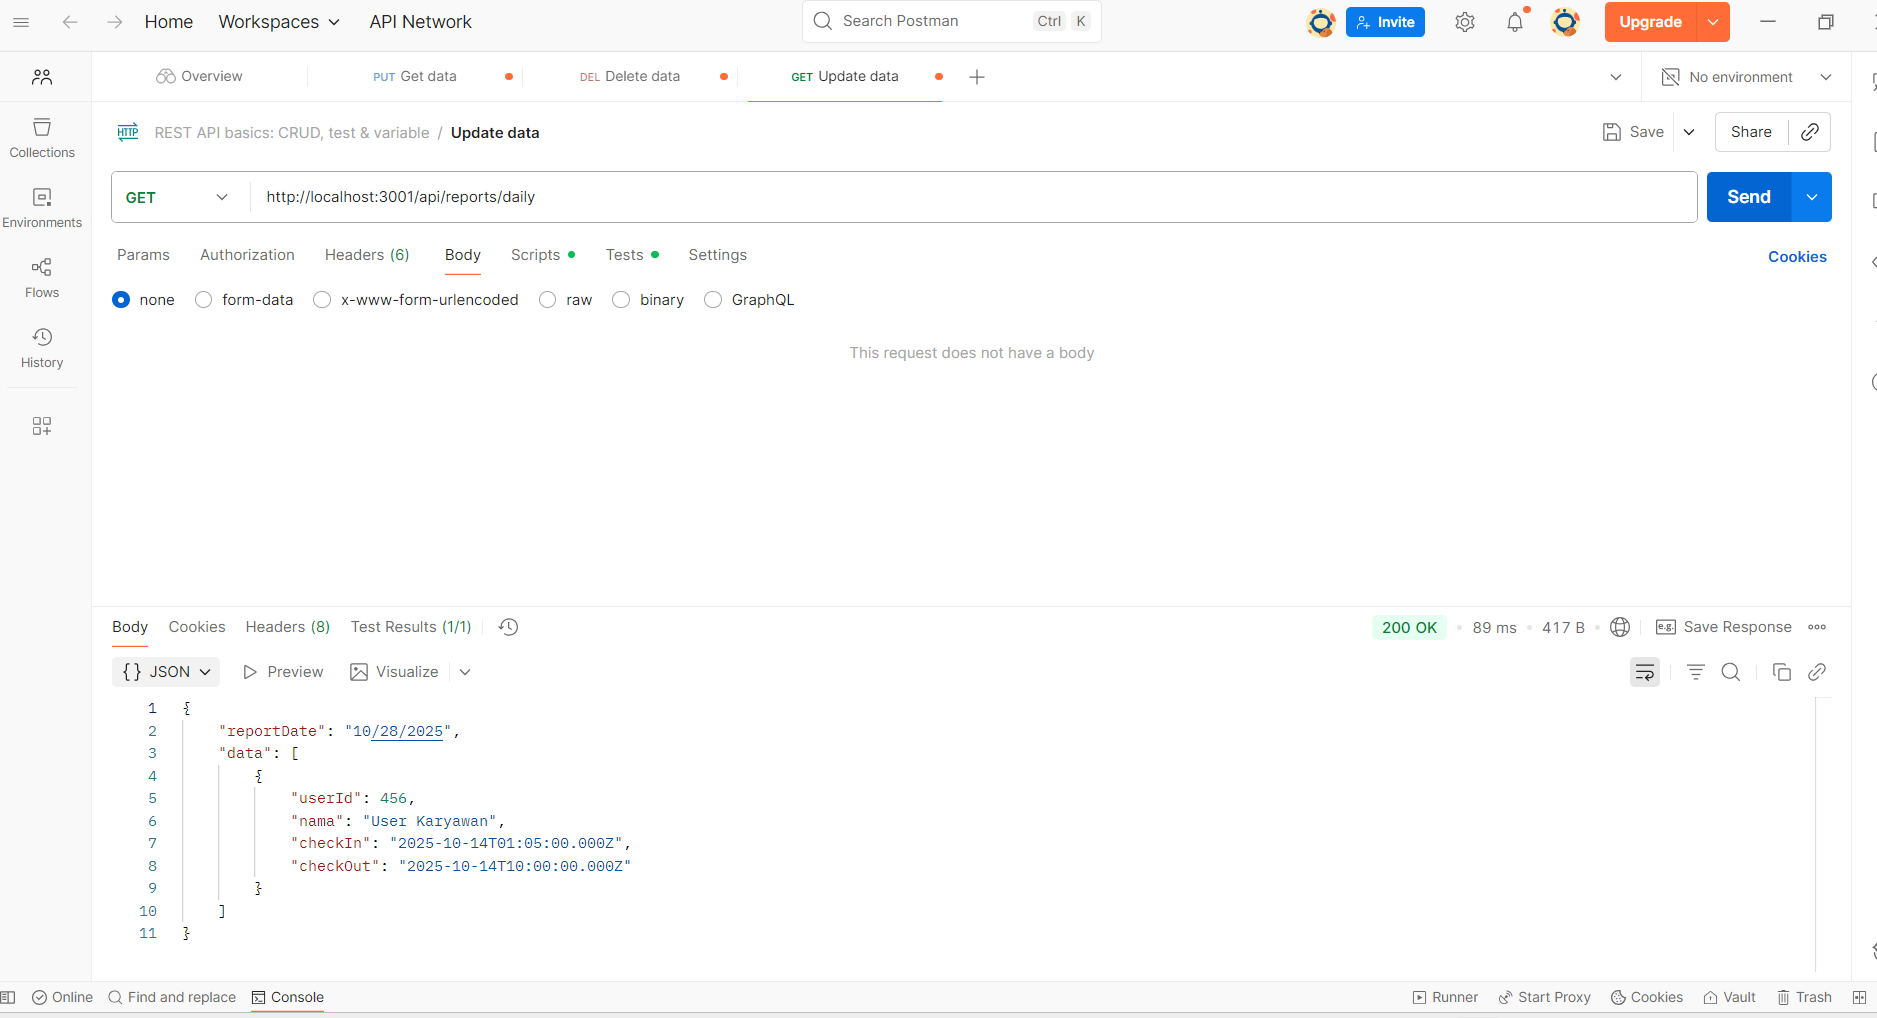 Home Workspaces API Network Search Postman Ctrl K Invite Upgrade
Overview PUT Get data DEL Delete data GET Update data No environment
HTTP REST API basics: CRUD, test & variable / Update data Save Share
Collections
Environments
Flows
History
GET http://localhost:3001/api/reports/daily Send
Params Authorization Headers (6) Body Scripts Tests Settings Cookies
none form-data x-www-form-urlencoded raw binary GraphQL
This request does not have a body
Body Cookies Headers (8) Test Results (1/1) 200 OK 89 ms 417 B e.g. Save Response
{} JSON Preview Visualize
1 {
2 "reportDate": "10/28/2025",
3 "data": [
4 {
5 "userId": 456,
6 "nama": "User Karyawan",
7 "checkIn": "2025-10-14T01:05:00.000Z",
8 "checkOut": "2025-10-14T10:00:00.000Z"
9 }
10 ]
11 }
Online Find and replace Console Runner Start Proxy Cookies Vault Trash